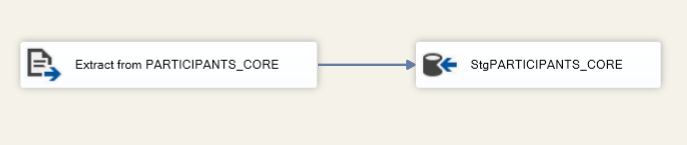 Extract from PARTICIPANTS_CORE
StgPARTICIPANTS_CORE